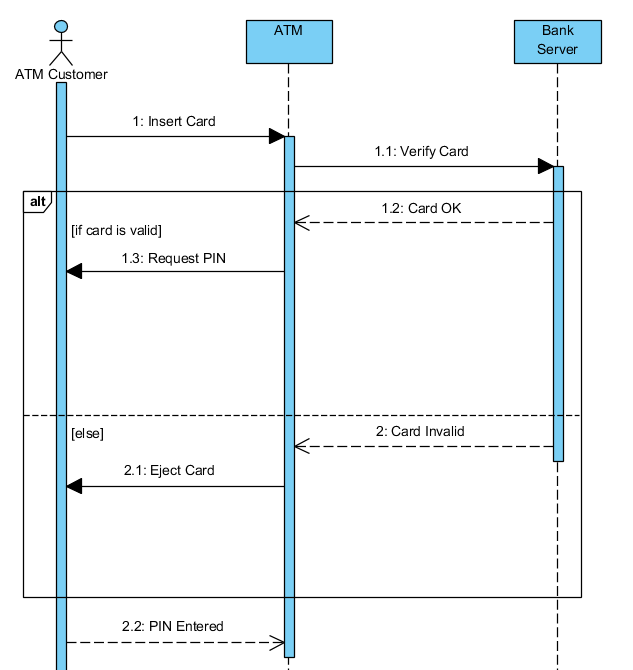 ATM Customer
ATM
Bank
Server
1: Insert Card
1.1: Verify Card
alt
1.2: Card OK
[if card is valid]
1.3: Request PIN
[else]
2: Card Invalid
2.1: Eject Card
2.2: PIN Entered